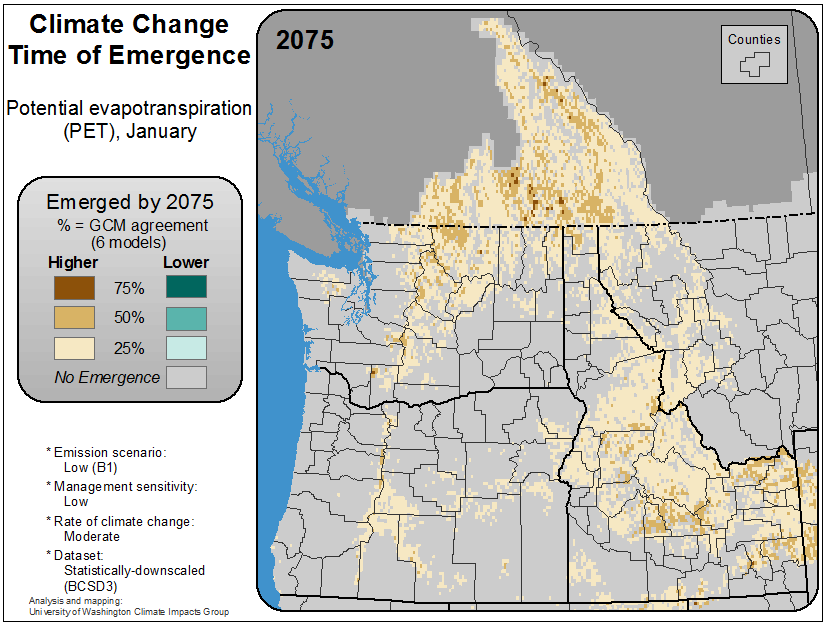 Climate Change
Time of Emergence
Potential evapotranspiration
(PET), January
Emerged by 2075
% = GCM agreement
(6 models)
Higher Lower
75%
50%
25%
No Emergence
* Emission scenario:
Low (B1)
* Management sensitivity:
Low
* Rate of climate change:
Moderate
* Dataset:
Statistically-downscaled
(BCSD3)
Analysis and mapping:
University of Washington Climate Impacts Group
2075
Counties